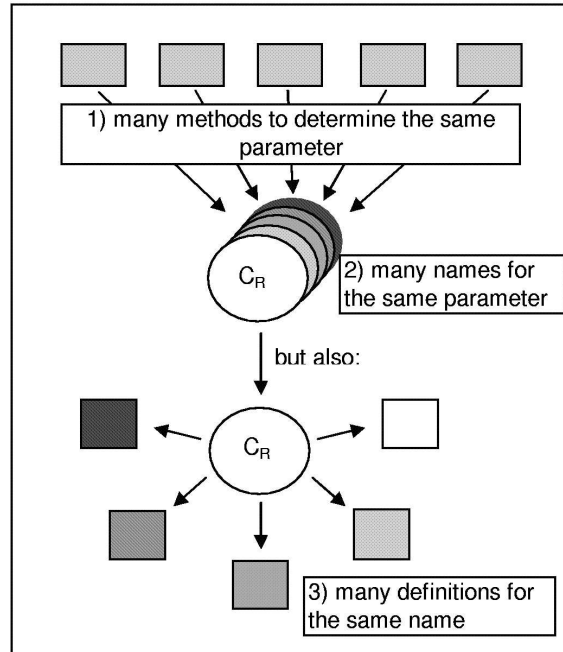 1) many methods to determine the same
parameter
C_R
2) many names for
the same parameter
but also:
C_R
3) many definitions for
the same name